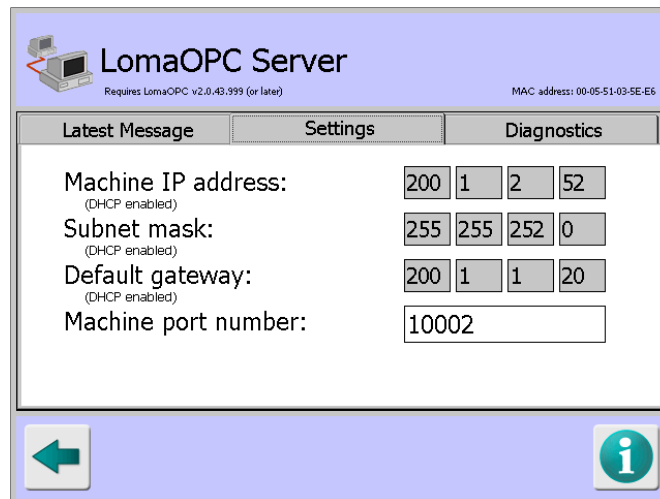 LomaOPC Server
Requires LomaOPC v2.0.43.999 (or later) MAC address: 00-05-51-03-5E-E6
Latest Message Settings Diagnostics
Machine IP address: 200 1 2 52
(DHCP enabled)
Subnet mask: 255 255 252 0
(DHCP enabled)
Default gateway: 200 1 1 20
(DHCP enabled)
Machine port number: 10002
i